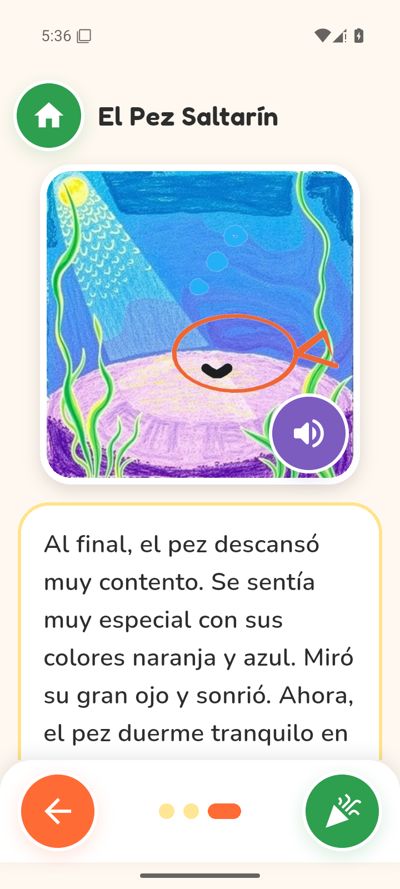 5:36
El Pez Saltarín
Al final, el pez descansó
muy contento. Se sentía
muy especial con sus
colores naranja y azul. Miró
su gran ojo y sonrió. Ahora,
el pez duerme tranquilo en